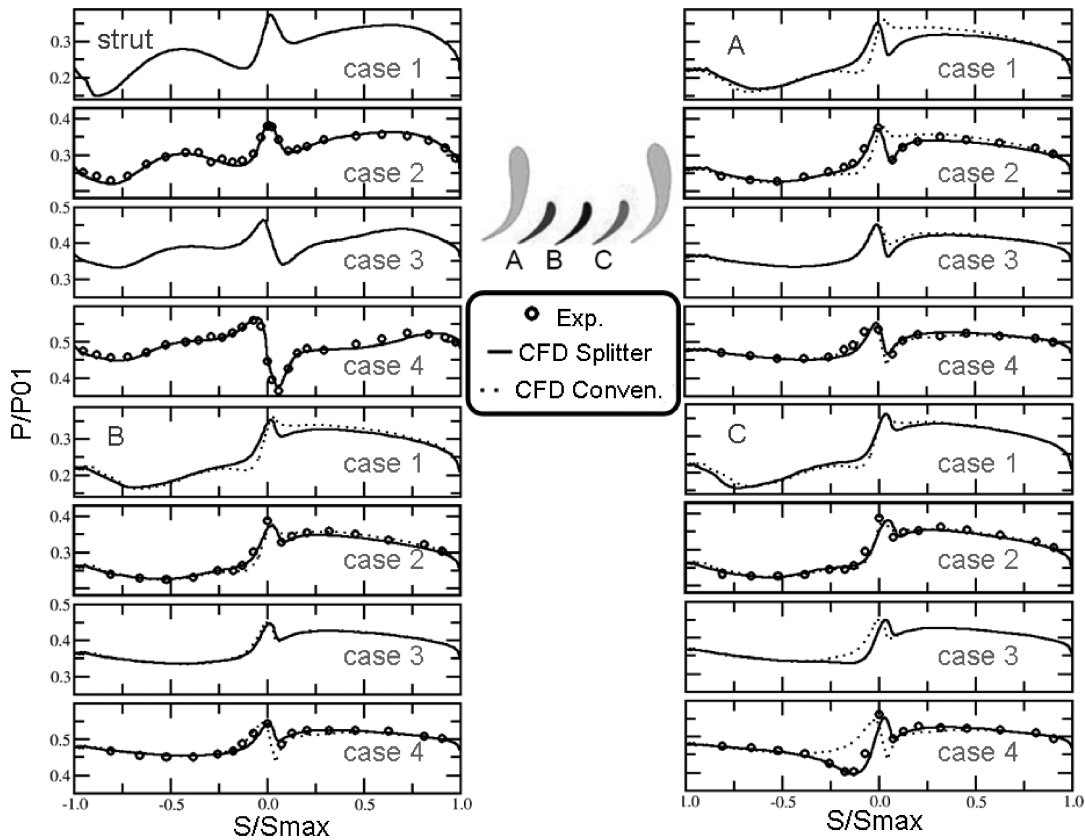 strut
case 1
0.3
0.2
case 2
0.4
0.3
case 3
0.5
0.4
0.3
case 4
0.5
0.4
B
case 1
0.3
0.2
case 2
0.4
0.3
case 3
0.5
0.4
0.3
case 4
0.5
0.4
-1.0 -0.5 0.0 0.5 1.0
S/Smax
P/P01
A B C
Exp.
CFD Splitter
CFD Conven.
A
case 1
case 2
case 3
case 4
C
case 1
case 2
case 3
case 4
1.0 -0.5 0.0 0.5 1.0
S/Smax